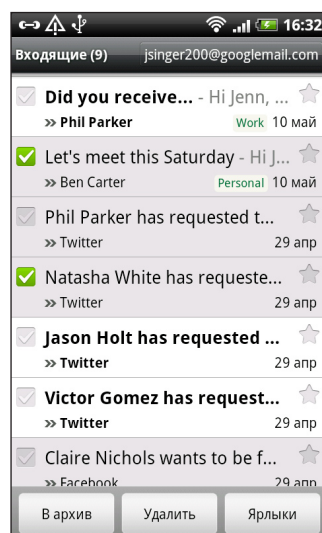 16:32
Входящие (9) jsinger200@googlemail.com
Did you receive... - Hi Jenn, ...
» Phil Parker Work 10 май
Let's meet this Saturday - Hi J...
» Ben Carter Personal 10 май
Phil Parker has requested t...
» Twitter 29 апр
Natasha White has requeste...
» Twitter 29 апр
Jason Holt has requested ...
» Twitter 29 апр
Victor Gomez has request...
» Twitter 29 апр
Claire Nichols wants to be f...
» Facebook 29 апр
В архив Удалить Ярлыки